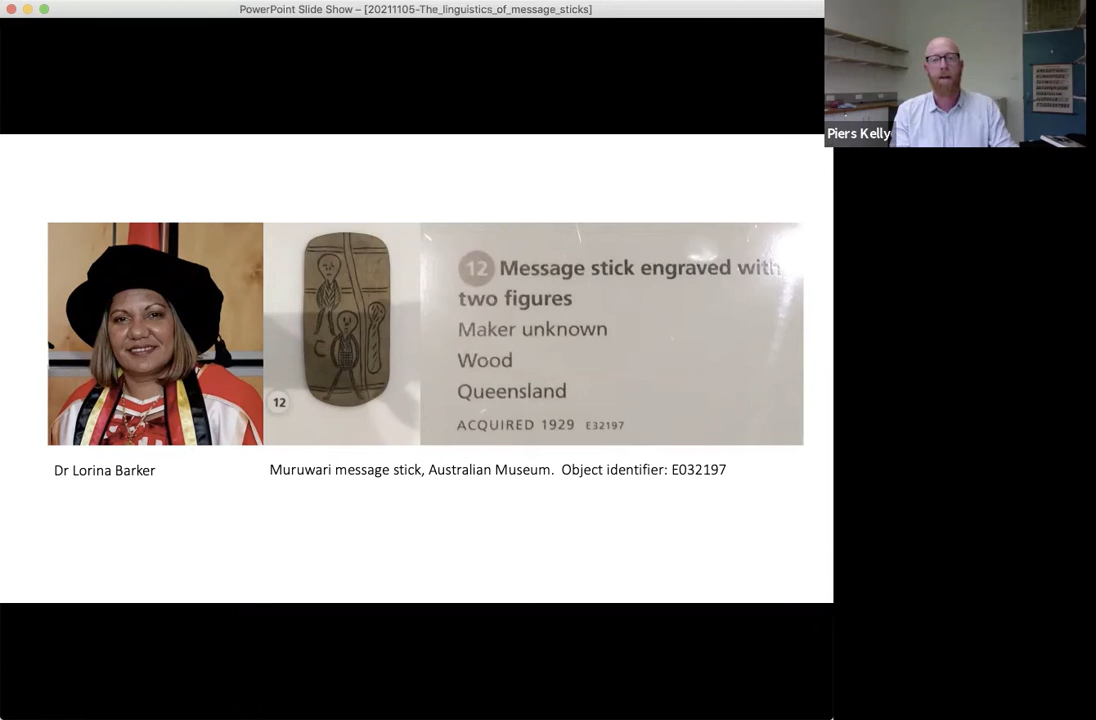 PowerPoint Slide Show – [20211105-The_linguistics_of_message_sticks]
Piers Kelly
12 Message stick engraved with
two figures
Maker unknown
Wood
Queensland
ACQUIRED 1929 E32197
12
Dr Lorina Barker
Muruwari message stick, Australian Museum. Object identifier: E032197